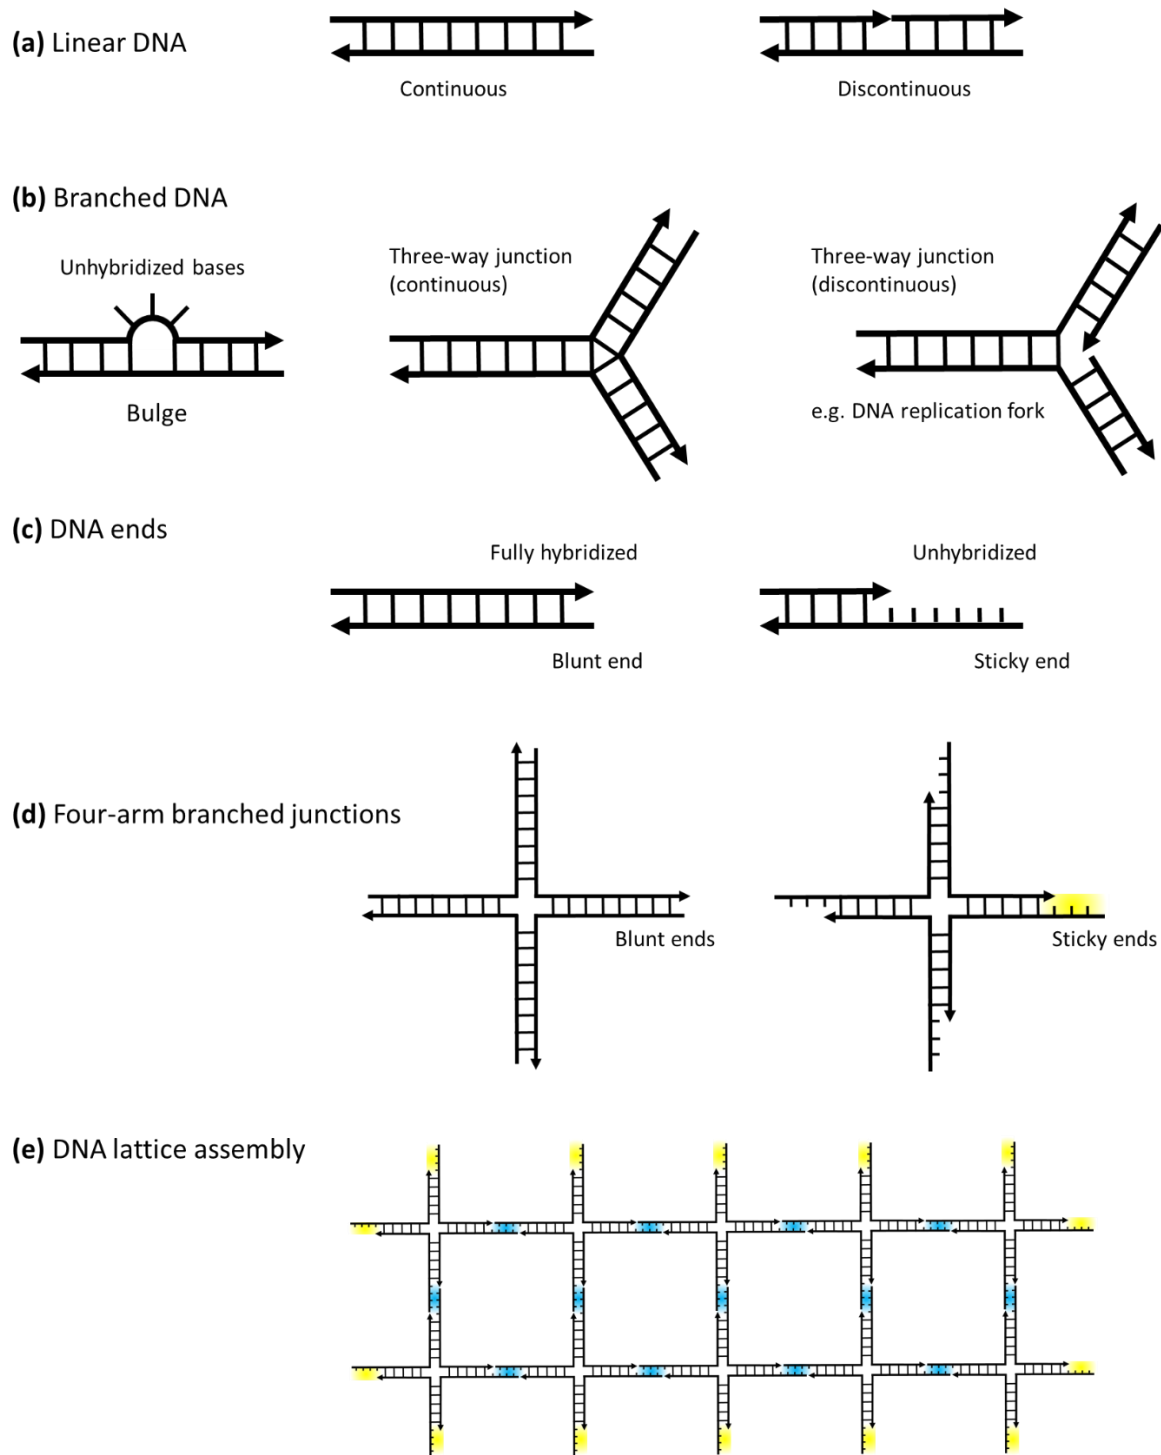 (a) Linear DNA
Continuous
Discontinuous
(b) Branched DNA
Unhybridized bases
Bulge
Three-way junction
(continuous)
Three-way junction
(discontinuous)
e.g. DNA replication fork
(c) DNA ends
Fully hybridized
Blunt end
Unhybridized
Sticky end
(d) Four-arm branched junctions
Blunt ends
Sticky ends
(e) DNA lattice assembly